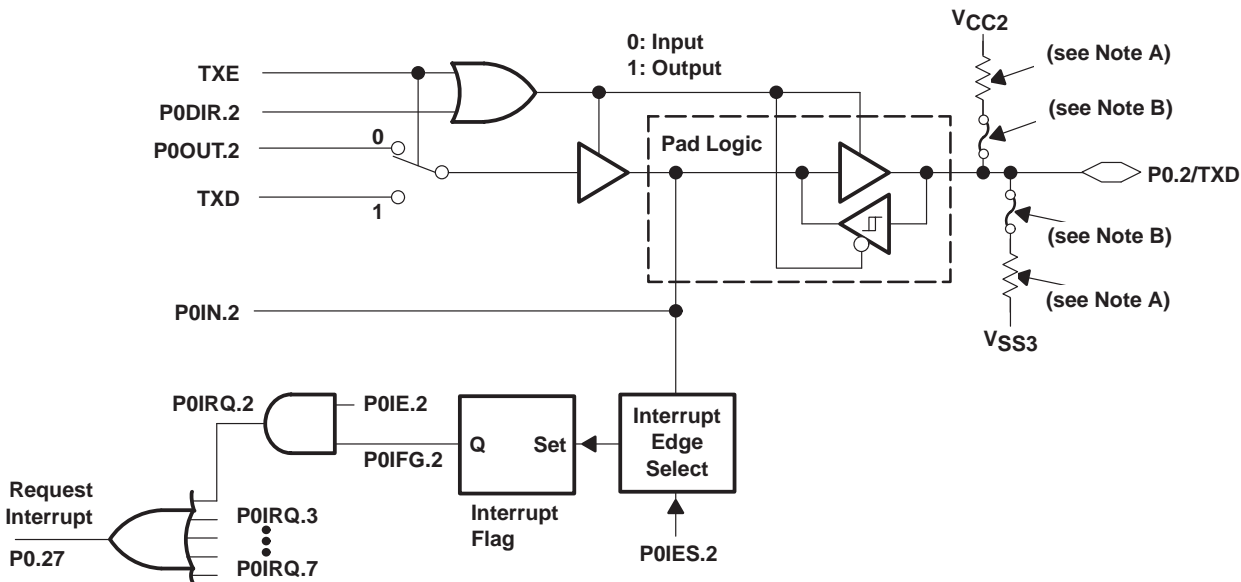 VCC2
0: Input
1: Output
(see Note A)
TXE
P0DIR.2
(see Note B)
0
Pad Logic
P0OUT.2
P0.2/TXD
TXD
1
(see Note B)
(see Note A)
P0IN.2
VSS3
P0IRQ.2
P0IE.2
Interrupt
Edge
Select
Q
Set
P0IFG.2
Request
Interrupt
P0IRQ.3
Interrupt
Flag
P0.27
P0IRQ.7
P0IES.2